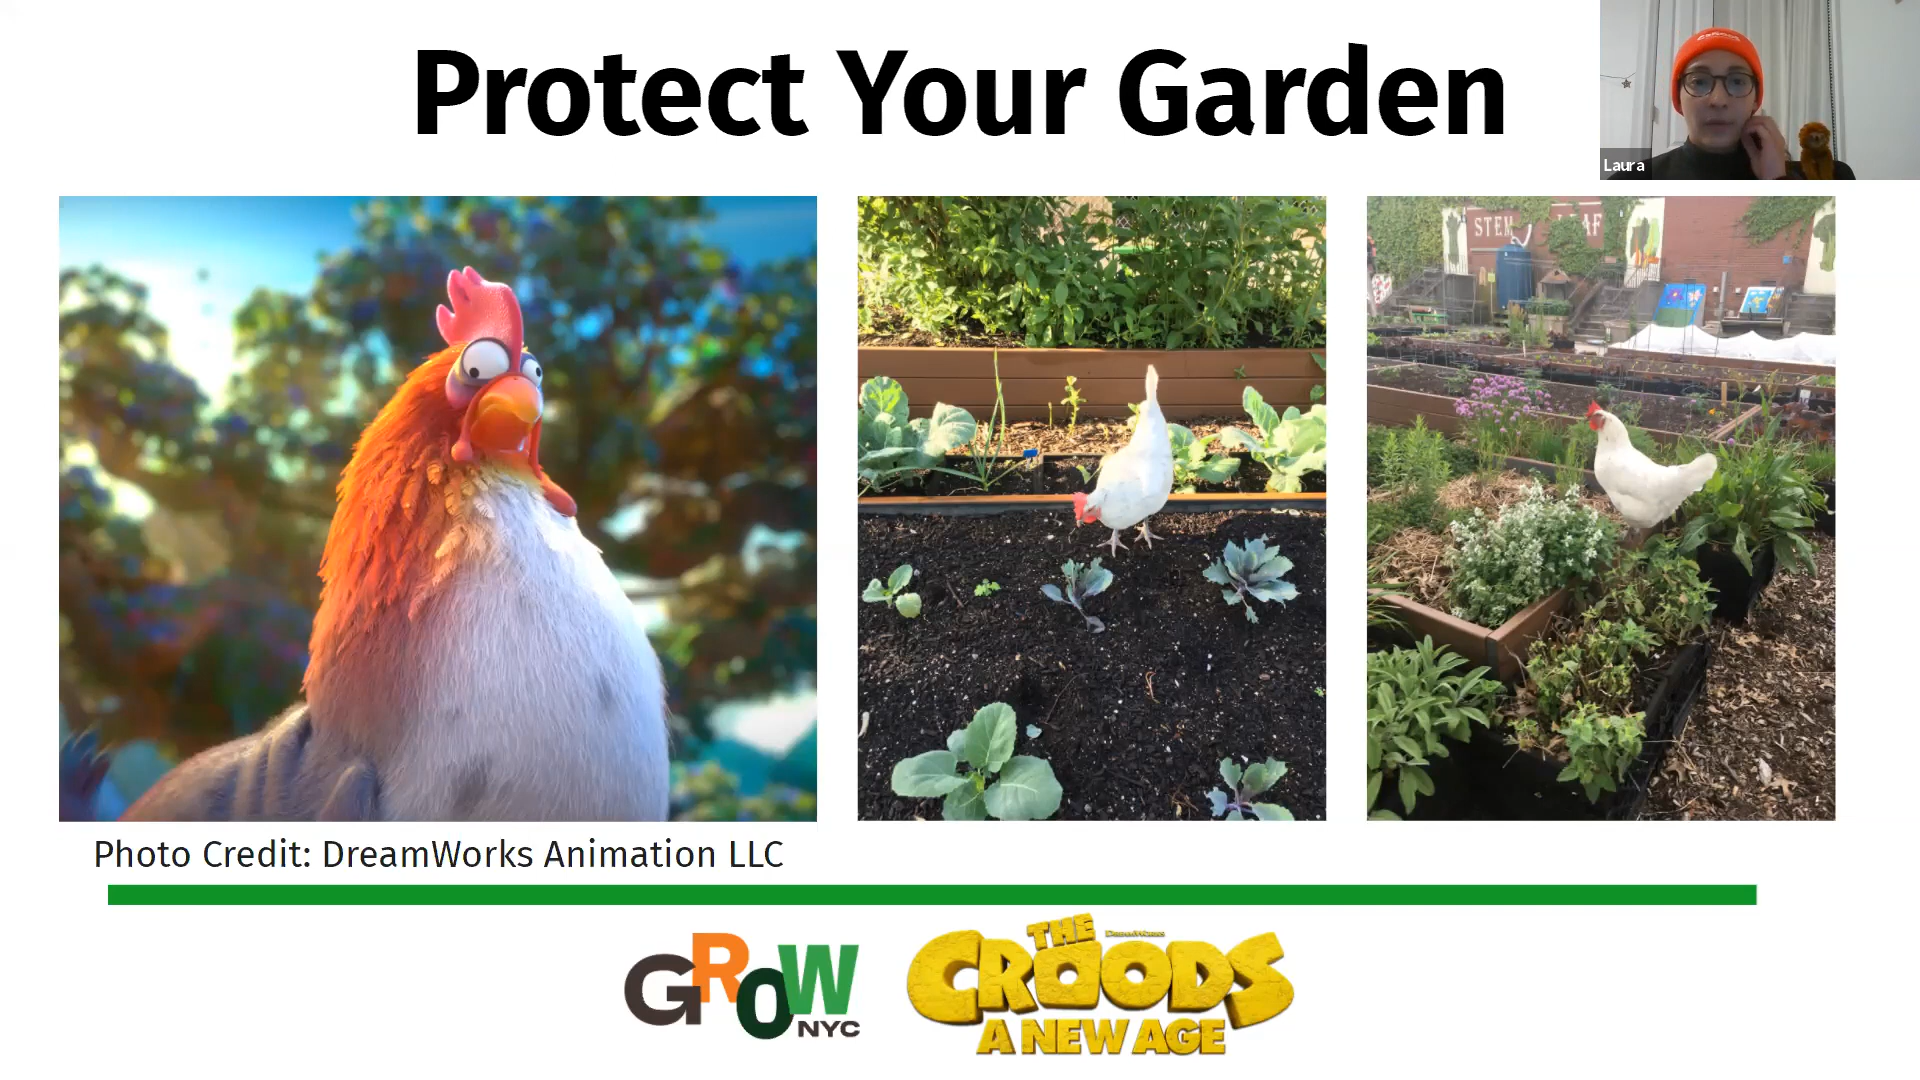 Protect Your Garden
Laura
STEM
Photo Credit: DreamWorks Animation LLC
GROW
NYC
THE
CROODS
A NEW AGE